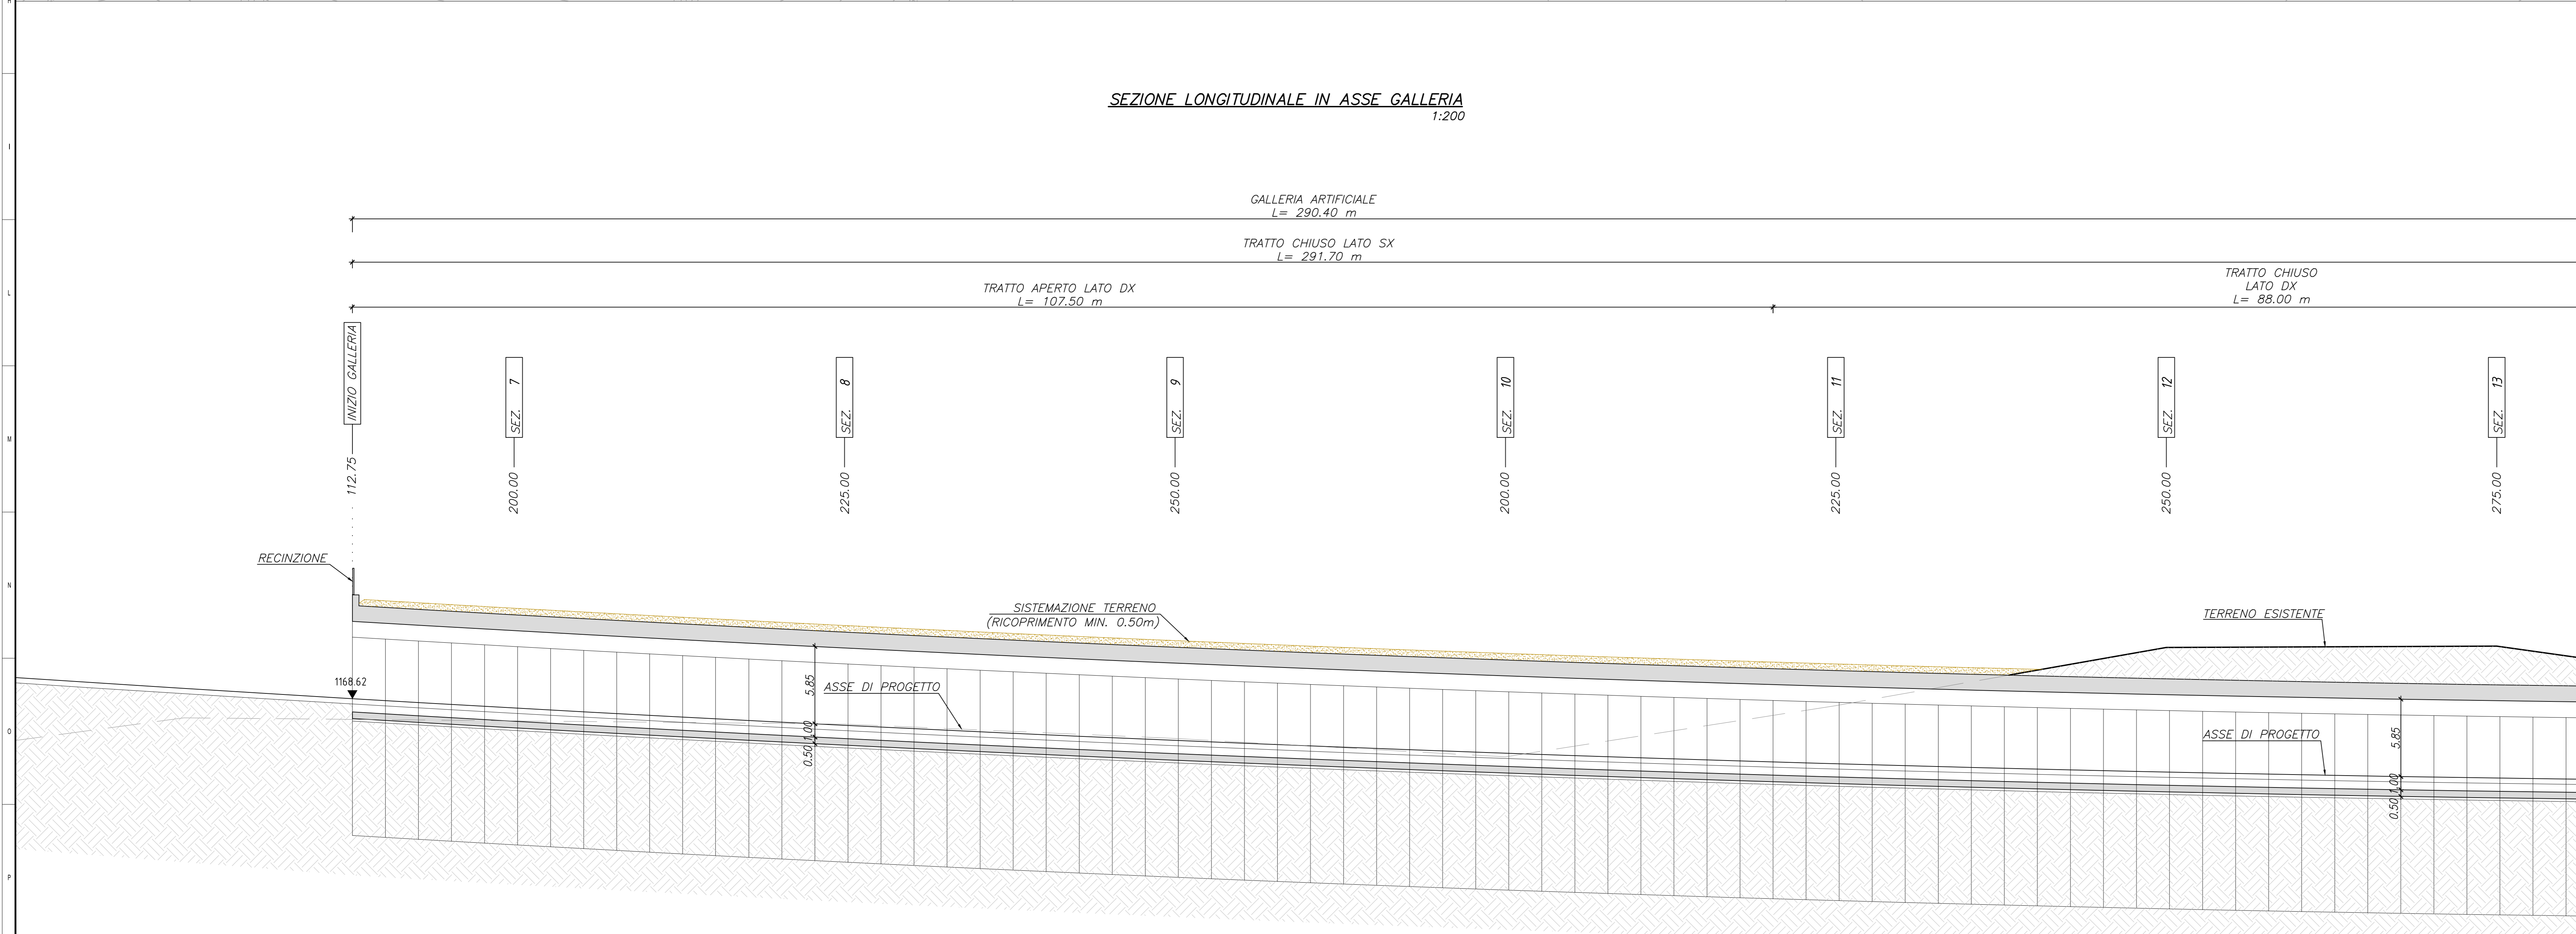 H
I
L
M
N
O
P
SEZIONE LONGITUDINALE IN ASSE GALLERIA
1:200
GALLERIA ARTIFICIALE
L= 290.40 m
TRATTO CHIUSO LATO SX
L= 291.70 m
TRATTO APERTO LATO DX
L= 107.50 m
TRATTO CHIUSO
LATO DX
L= 88.00 m
INIZIO GALLERIA
112.75
SEZ. 7
200.00
SEZ. 8
225.00
SEZ. 9
250.00
SEZ. 10
200.00
SEZ. 11
225.00
SEZ. 12
250.00
SEZ. 13
275.00
RECINZIONE
SISTEMAZIONE TERRENO
(RICOPRIMENTO MIN. 0.50m)
TERRENO ESISTENTE
1168.62
5.85
1.00
0.50
ASSE DI PROGETTO
ASSE DI PROGETTO
5.85
1.00
0.50